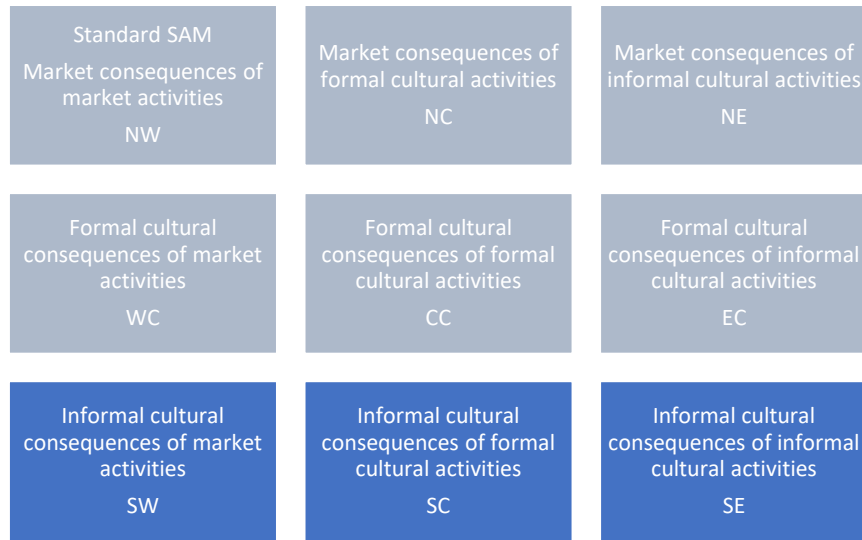 Standard SAM
Market consequences of
market activities
NW
Market consequences of
formal cultural activities
NC
Market consequences of
informal cultural activities
NE
Formal cultural
consequences of market
activities
WC
Formal cultural
consequences of formal
cultural activities
CC
Formal cultural
consequences of informal
cultural activities
EC
Informal cultural
consequences of market
activities
SW
Informal cultural
consequences of formal
cultural activities
SC
Informal cultural
consequences of informal
cultural activities
SE